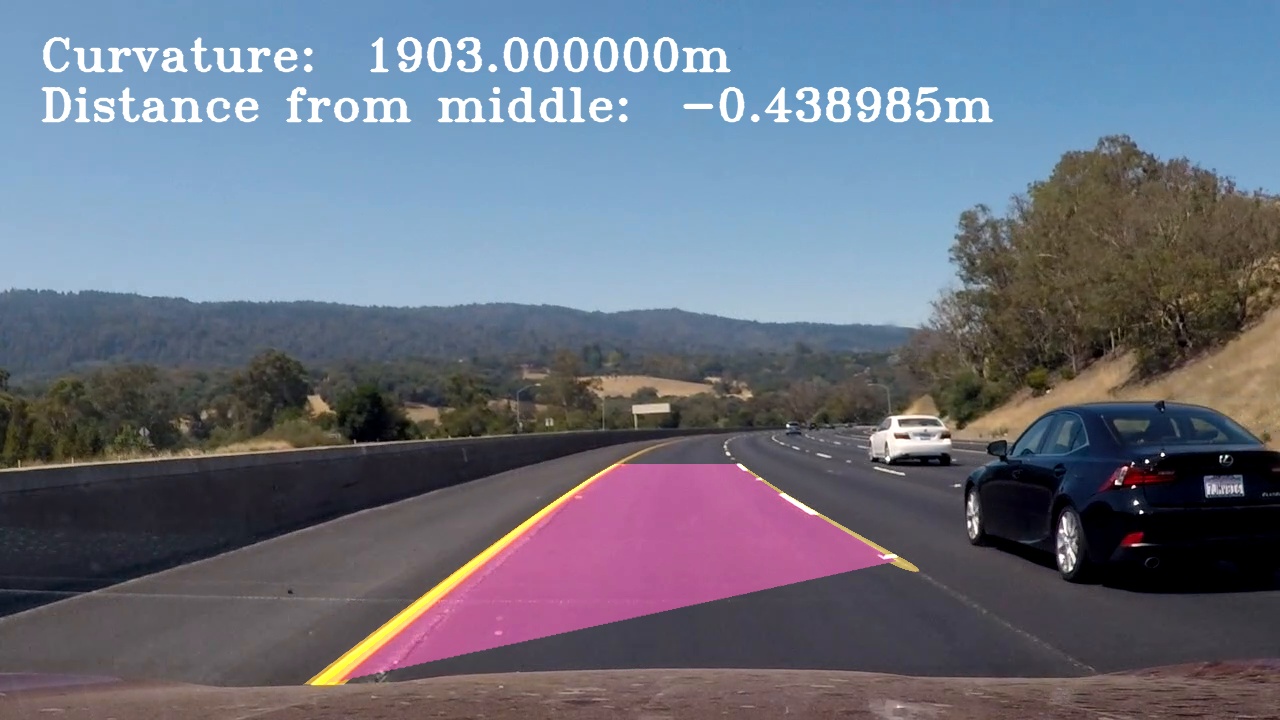 Curvature:  1903.000000m
Distance from middle:  −0.438985m